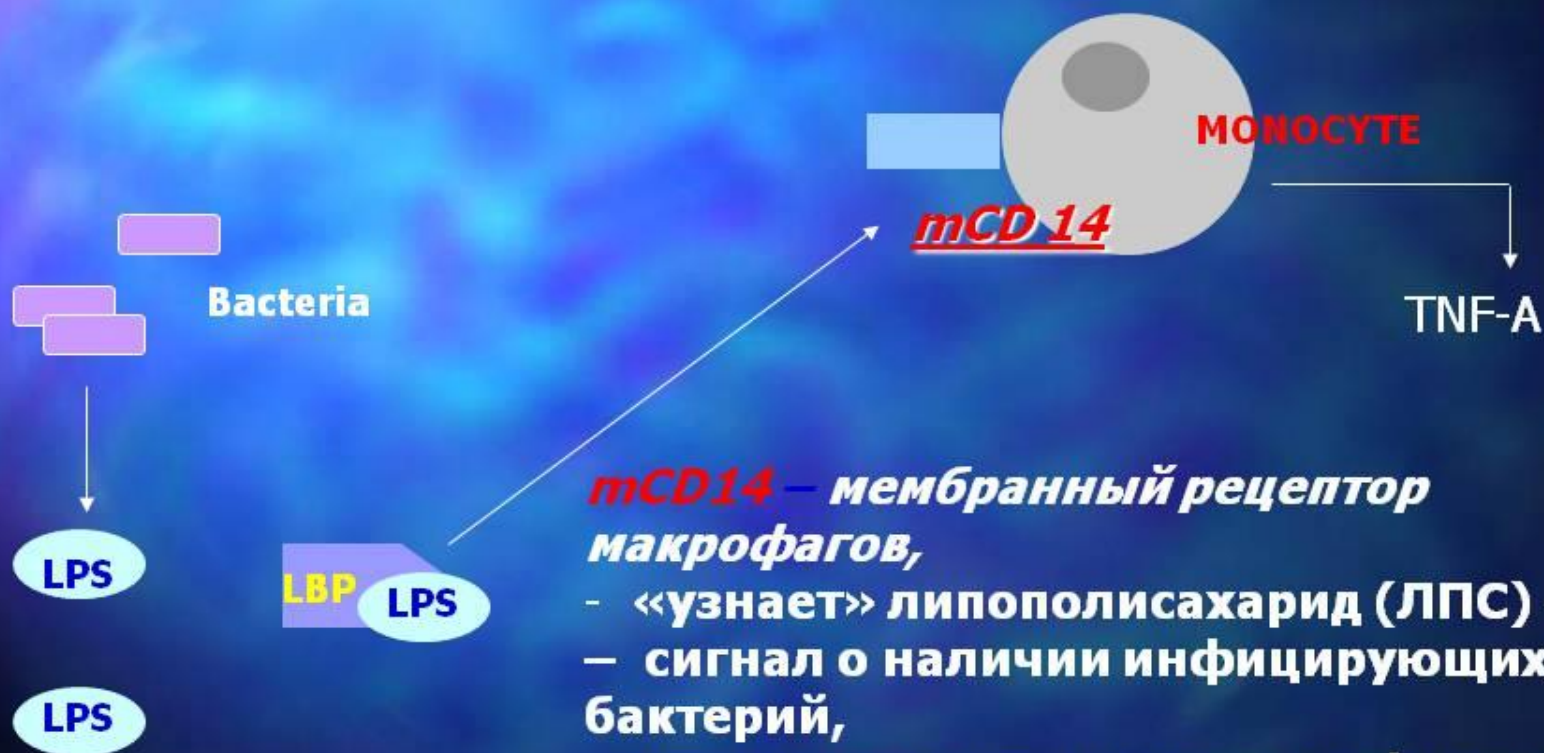 MONOCYTE
mCD 14
Bacteria
TNF-A
mCD14 – мембранный рецептор
макрофагов,
LPS
LBP LPS
- «узнает» липополисахарид (ЛПС)
– сигнал о наличии инфицирующих
бактерий,
LPS